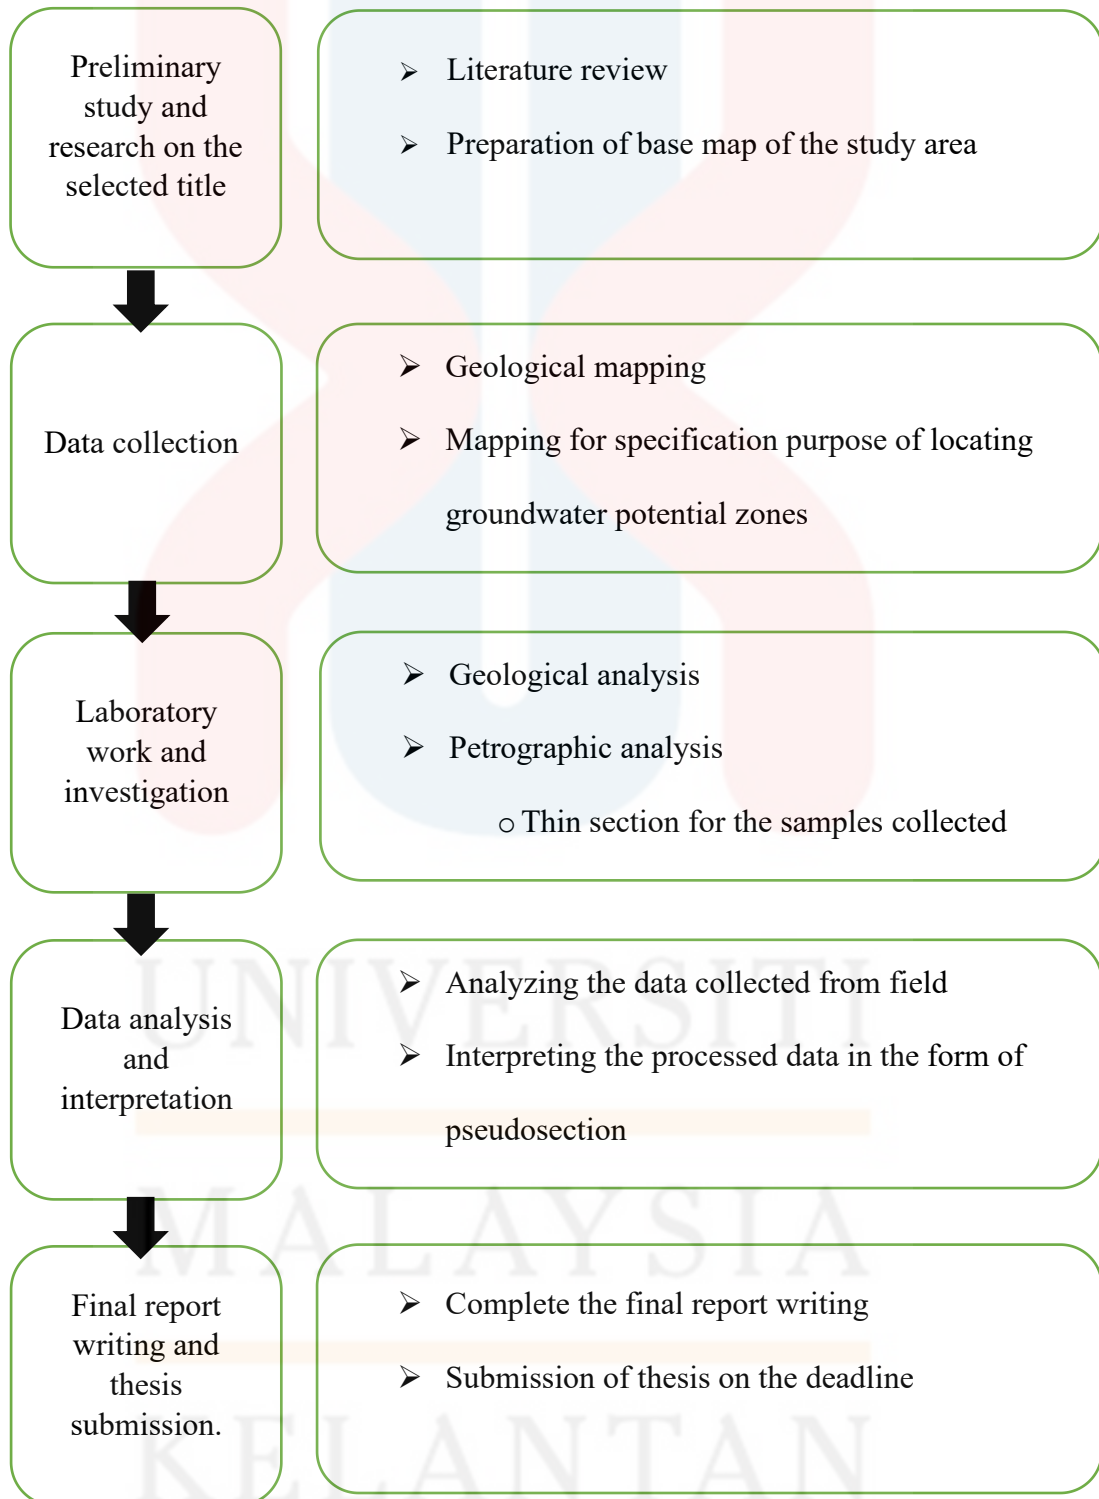 Preliminary
study and
research on the
selected title
➢ Literature review
➢ Preparation of base map of the study area
Data collection
➢ Geological mapping
➢ Mapping for specification purpose of locating
groundwater potential zones
Laboratory
work and
investigation
➢ Geological analysis
➢ Petrographic analysis
o Thin section for the samples collected
Data analysis
and
interpretation
➢ Analyzing the data collected from field
➢ Interpreting the processed data in the form of
pseudosection
Final report
writing and
thesis
submission.
➢ Complete the final report writing
➢ Submission of thesis on the deadline
UNIVERSITI
MALAYSIA
KELANTAN